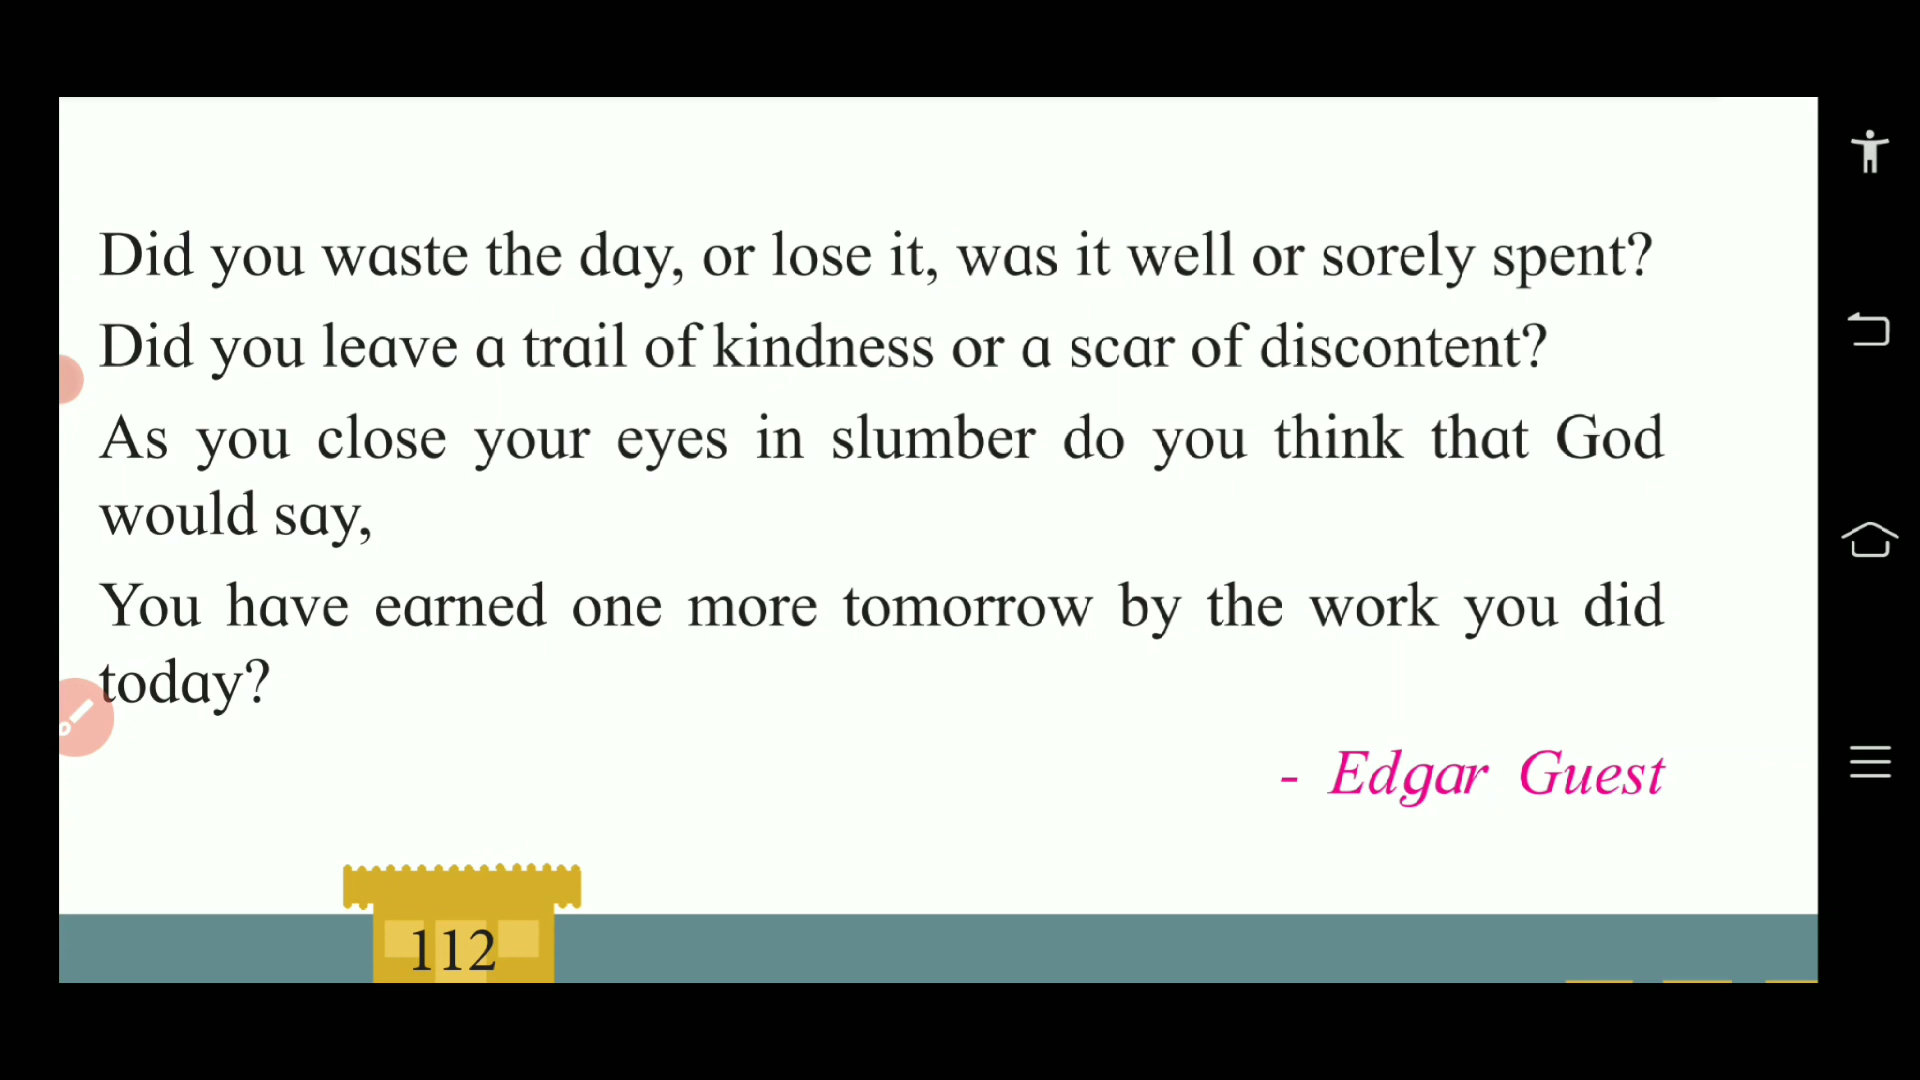 Did you waste the day, or lose it, was it well or sorely spent?
Did you leave a trail of kindness or a scar of discontent?
As you close your eyes in slumber do you think that God
would say,
You have earned one more tomorrow by the work you did
today?
- Edgar Guest
112